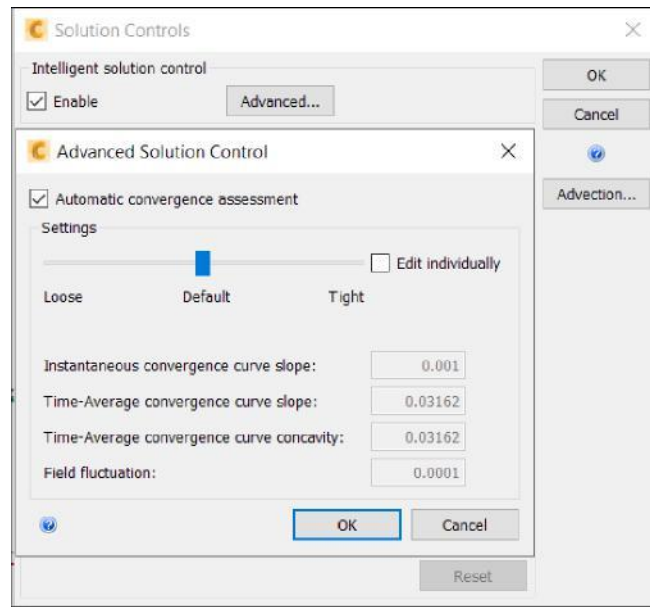 C Solution Controls
Intelligent solution control
Enable
Advanced...
OK
Cancel
Advection...
C Advanced Solution Control
Automatic convergence assessment
Settings
Edit individually
Loose Default Tight
Instantaneous convergence curve slope: 0.001
Time-Average convergence curve slope: 0.03162
Time-Average convergence curve concavity: 0.03162
Field fluctuation: 0.0001
OK Cancel
Reset